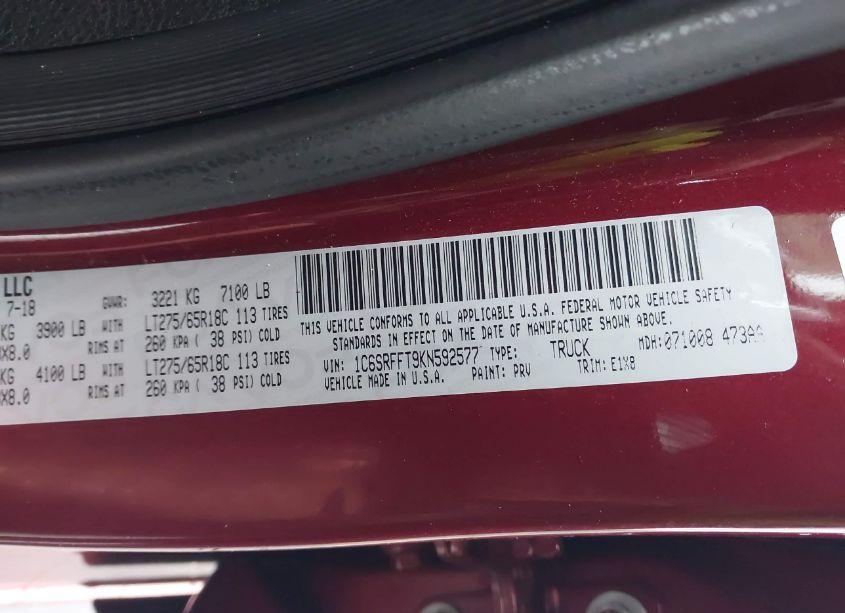 LLC
7-18 GVWR: 3221 KG 7100 LB
KG 3900 LB WITH LT275/65R18C 113 TIRES
X8.0 RIMS AT 260 KPA ( 38 PSI) COLD
KG 4100 LB WITH LT275/65R18C 113 TIRES
X8.0 RIMS AT 260 KPA ( 38 PSI) COLD
THIS VEHICLE CONFORMS TO ALL APPLICABLE U.S.A. FEDERAL MOTOR VEHICLE SAFETY
STANDARDS IN EFFECT ON THE DATE OF MANUFACTURE SHOWN ABOVE.
VIN: 1C6SRFFT9KN592577 TYPE: TRUCK MDH: 071008 473AA
VEHICLE MADE IN U.S.A. PAINT: PRV TRIM: E1X8